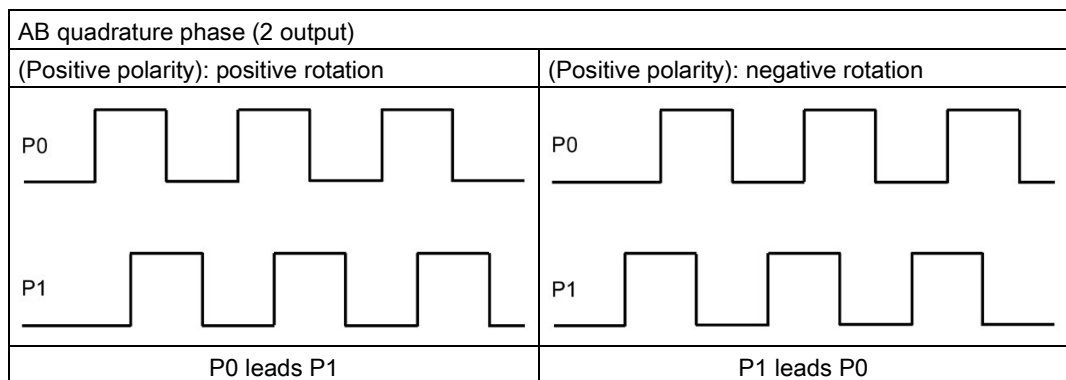 AB quadrature phase (2 output)
(Positive polarity): positive rotation
(Positive polarity): negative rotation
P0
P1
P0
P1
P0 leads P1
P1 leads P0